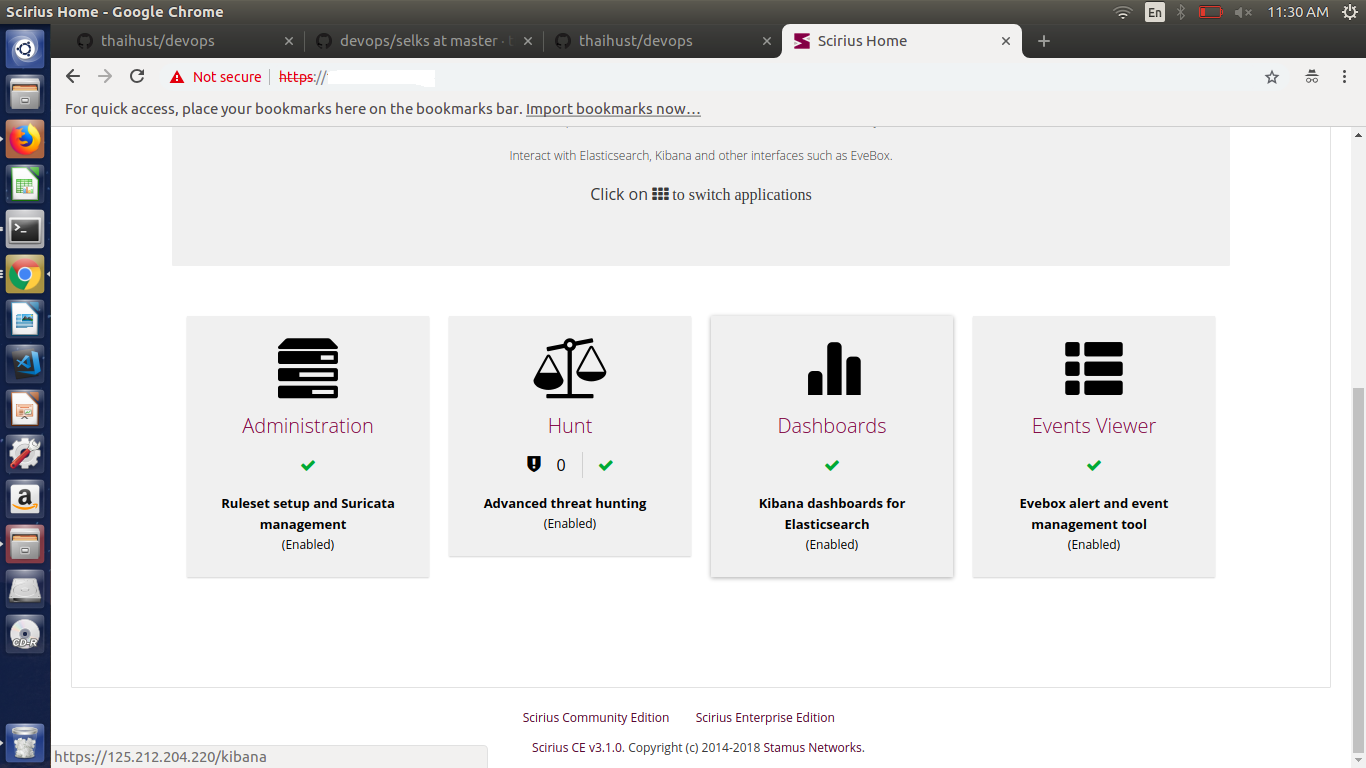 Scirius Home - Google Chrome
En
11:30 AM
thaihust/devops
devops/selks at master ·
thaihust/devops
Scirius Home
Not secure
https://
For quick access, place your bookmarks here on the bookmarks bar. Import bookmarks now...
Interact with Elasticsearch, Kibana and other interfaces such as EveBox.
Click on to switch applications
Administration
Ruleset setup and Suricata
management
(Enabled)
Hunt
0
Advanced threat hunting
(Enabled)
Dashboards
Kibana dashboards for
Elasticsearch
(Enabled)
Events Viewer
Evebox alert and event
management tool
(Enabled)
Scirius Community Edition Scirius Enterprise Edition
Scirius CE v3.1.0. Copyright (c) 2014-2018 Stamus Networks.
CD-R
https://125.212.204.220/kibana